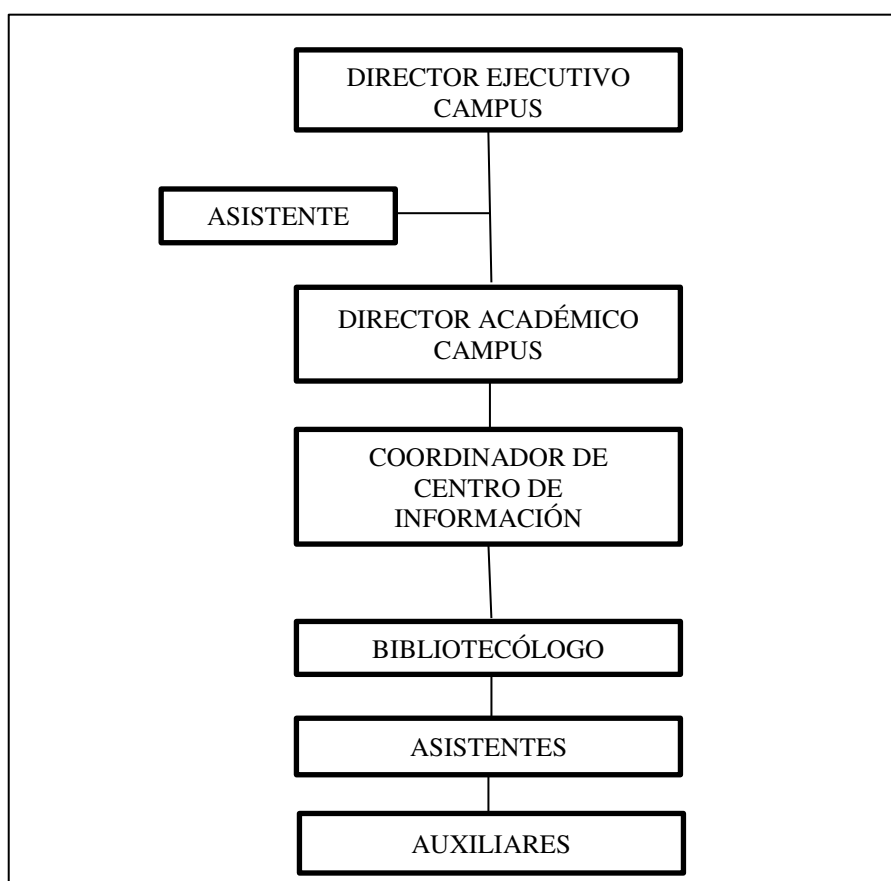 DIRECTOR EJECUTIVO
CAMPUS
ASISTENTE
DIRECTOR ACADÉMICO
CAMPUS
COORDINADOR DE
CENTRO DE
INFORMACIÓN
BIBLIOTECÓLOGO
ASISTENTES
AUXILIARES